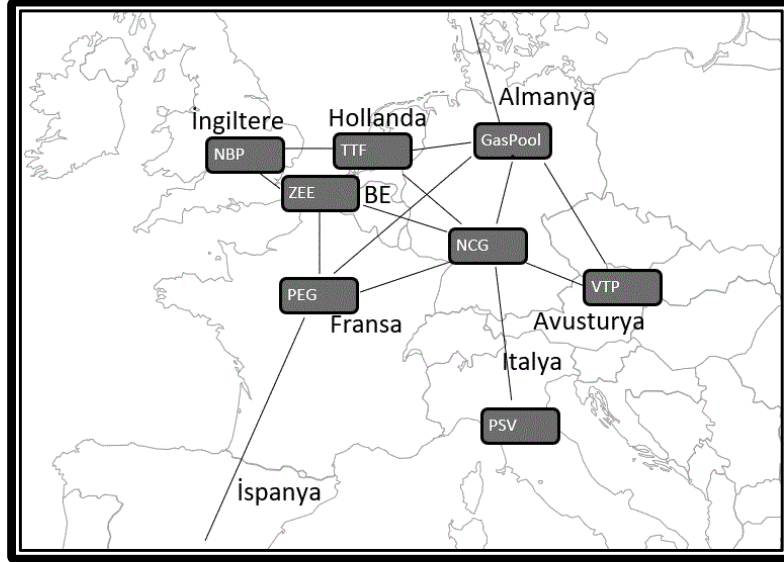 Almanya
İngiltere
Hollanda
GasPool
NBP
TTF
ZEE
BE
NCG
PEG
VTP
Fransa
Avusturya
Italya
PSV
İspanya